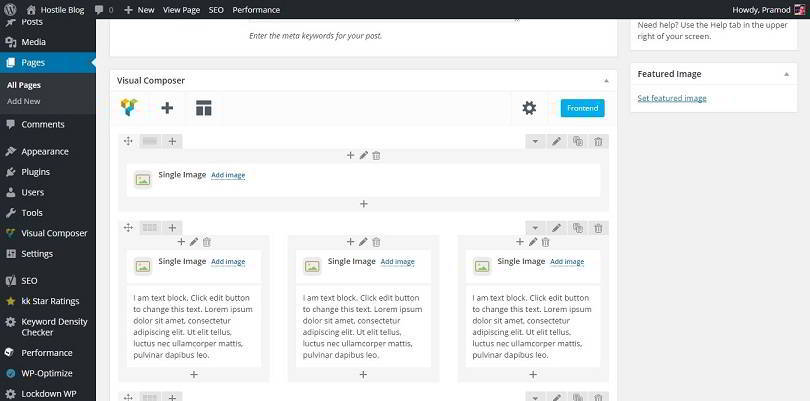 Hostile Blog 0 New View Page SEO Performance Howdy, Pramod
Posts
Media
Pages
All Pages
Add New
Comments
Appearance
Plugins
Users
Tools
Visual Composer
Settings
SEO
kk Star Ratings
Keyword Density
Checker
Performance
WP-Optimize
Lockdown WP
Enter the meta keywords for your post.
Visual Composer
Frontend
Single Image Add image
Single Image Add image
I am text block. Click edit button
to change this text. Lorem ipsum
dolor sit amet, consectetur
adipiscing elit. Ut elit tellus,
luctus nec ullamcorper mattis,
pulvinar dapibus leo.
Single Image Add image
I am text block. Click edit button
to change this text. Lorem ipsum
dolor sit amet, consectetur
adipiscing elit. Ut elit tellus,
luctus nec ullamcorper mattis,
pulvinar dapibus leo.
Single Image Add image
I am text block. Click edit button
to change this text. Lorem ipsum
dolor sit amet, consectetur
adipiscing elit. Ut elit tellus,
luctus nec ullamcorper mattis,
pulvinar dapibus leo.
Need help? Use the Help tab in the upper
right of your screen.
Featured Image
Set featured image